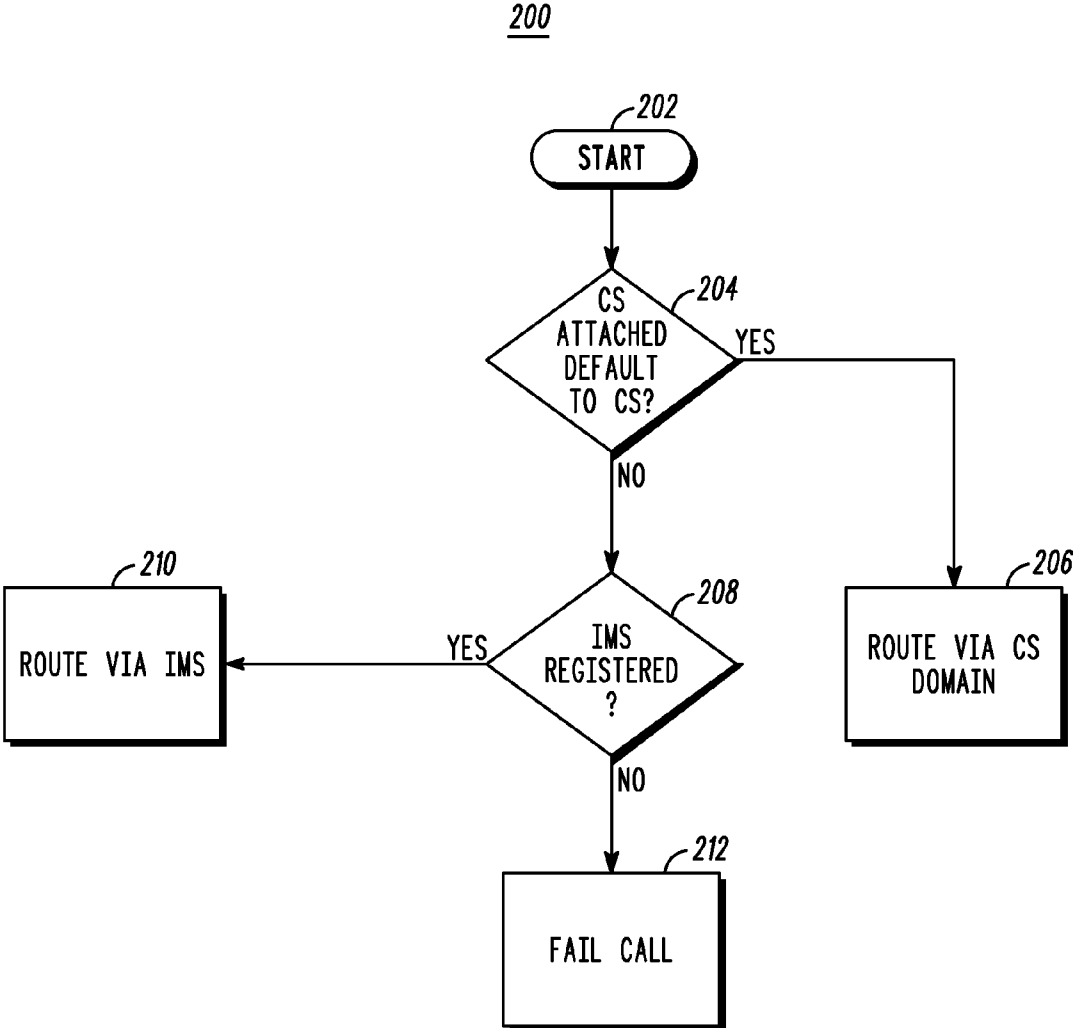 200
202
START
204
CS
ATTACHED
DEFAULT
TO CS?
YES
NO
210
ROUTE VIA IMS
YES
208
IMS
REGISTERED
?
206
ROUTE VIA CS
DOMAIN
NO
212
FAIL CALL